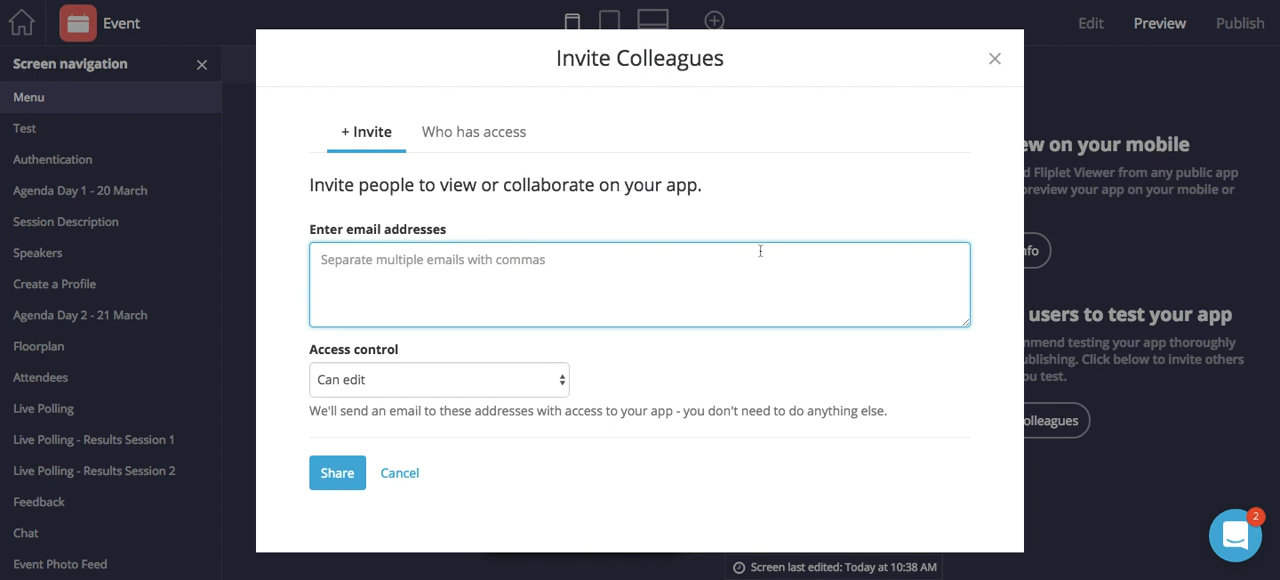 Event
Edit
Preview
Publish
Screen navigation
Menu
Test
Authentication
Agenda Day 1 - 20 March
Session Description
Speakers
Create a Profile
Agenda Day 2 - 21 March
Floorplan
Attendees
Live Polling
Live Polling - Results Session 1
Live Polling - Results Session 2
Feedback
Chat
Event Photo Feed
Invite Colleagues
+ Invite
Who has access
Invite people to view or collaborate on your app.
Enter email addresses
Separate multiple emails with commas
Access control
Can edit
We'll send an email to these addresses with access to your app - you don't need to do anything else.
Share
Cancel
on your mobile
Fliplet Viewer from any public app
preview your app on your mobile or
users to test your app
testing your app thoroughly
Click below to invite others
test.
2
Screen last edited: Today at 10:38 AM